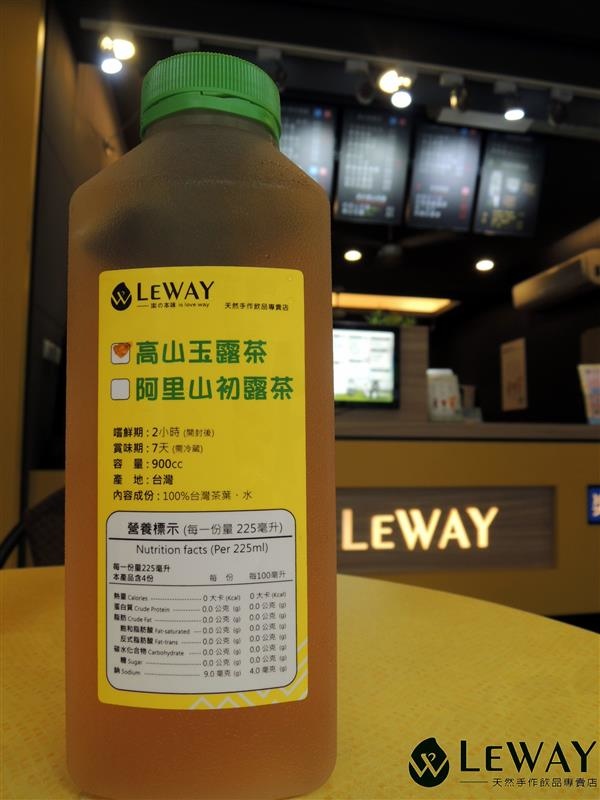 LEWAY
蜜の本味 is love way
天然手作飲品專賣店
高山玉露茶
阿里山初露茶
嚐鮮期：2小時 (開封後)
賞味期：7天 (需冷藏)
容　量：900cc
產　地：台灣
內容成份：100%台灣茶葉、水
營養標示 (每一份量 225毫升)
Nutrition facts (Per 225ml)
每一份量225毫升
本產品含4份 每 份 每100毫升
熱量 Calories 0 大卡 (Kcal) 0 大卡 (Kcal)
蛋白質 Crude Protein 0.0 公克 (g) 0.0 公克 (g)
脂肪 Crude Fat 0.0 公克 (g) 0.0 公克 (g)
飽和脂肪酸 Fat-saturated 0.0 公克 (g) 0.0 公克 (g)
反式脂肪酸 Fat-trans 0.0 公克 (g) 0.0 公克 (g)
碳水化合物 Carbohydrate 0.0 公克 (g) 0.0 公克 (g)
糖 Sugar 0.0 公克 (g) 0.0 公克 (g)
鈉 Sodium 9.0 毫克 (g) 4.0 毫克 (g)
LEWAY
LEWAY
天然手作飲品專賣店